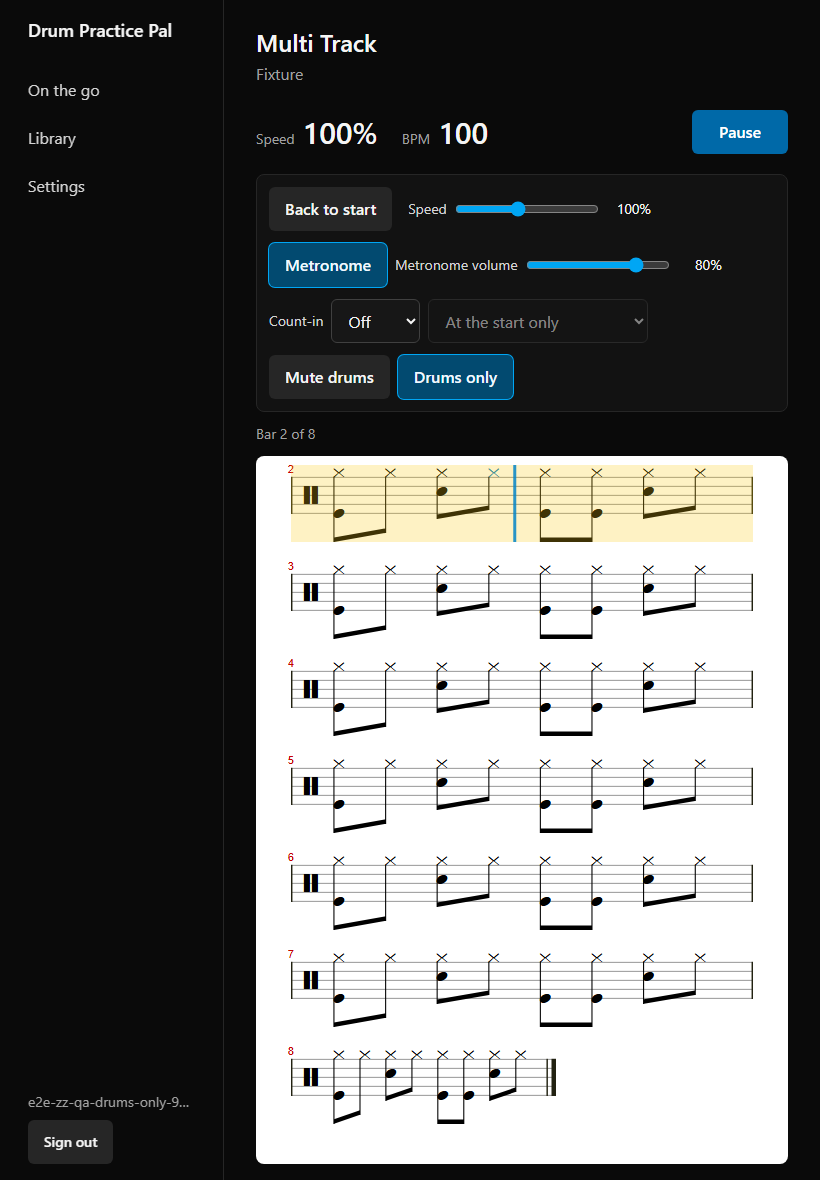 Drum Practice Pal
On the go
Library
Settings
Multi Track
Fixture
Speed 100% BPM 100
Pause
Back to start Speed 100%
Metronome Metronome volume 80%
Count-in Off At the start only
Mute drums Drums only
Bar 2 of 8
2
3
4
5
6
7
8
e2e-zz-qa-drums-only-9...
Sign out